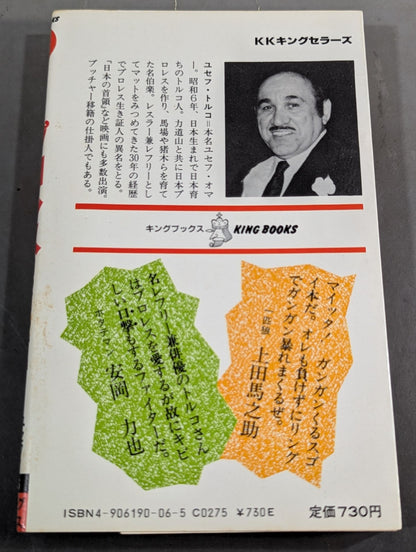 BOOKS
KKキングセラーズ
ユセフ・トルコ=本名ユセフ・オマ
ー。昭和6年、日本生まれで日本育
ちのトルコ人、力道山と共に日本プ
ロレスを作り、馬場や猪木らを育て
た名伯楽。レスラー兼レフリーとし
てマットをみつめてきた30年の経歴
でプロレス生き証人の異名をとる。
「日本の首領」など映画にも多数出演。
ブッチャー移籍の仕掛人でもある。
キングブックス
KING BOOKS
マイッタ！ガンガンくるスゴ
イ本だ。オレも負けずにリング
でガンガン暴れまくるぜ。
上田馬之助
名レフリー兼俳優のトルコさん
はプロレスを愛するが故にキビ
しい口撃もするファイターだ。
安岡力也
ISBN4-906190-06-5 C0275 ¥730E
定価730円